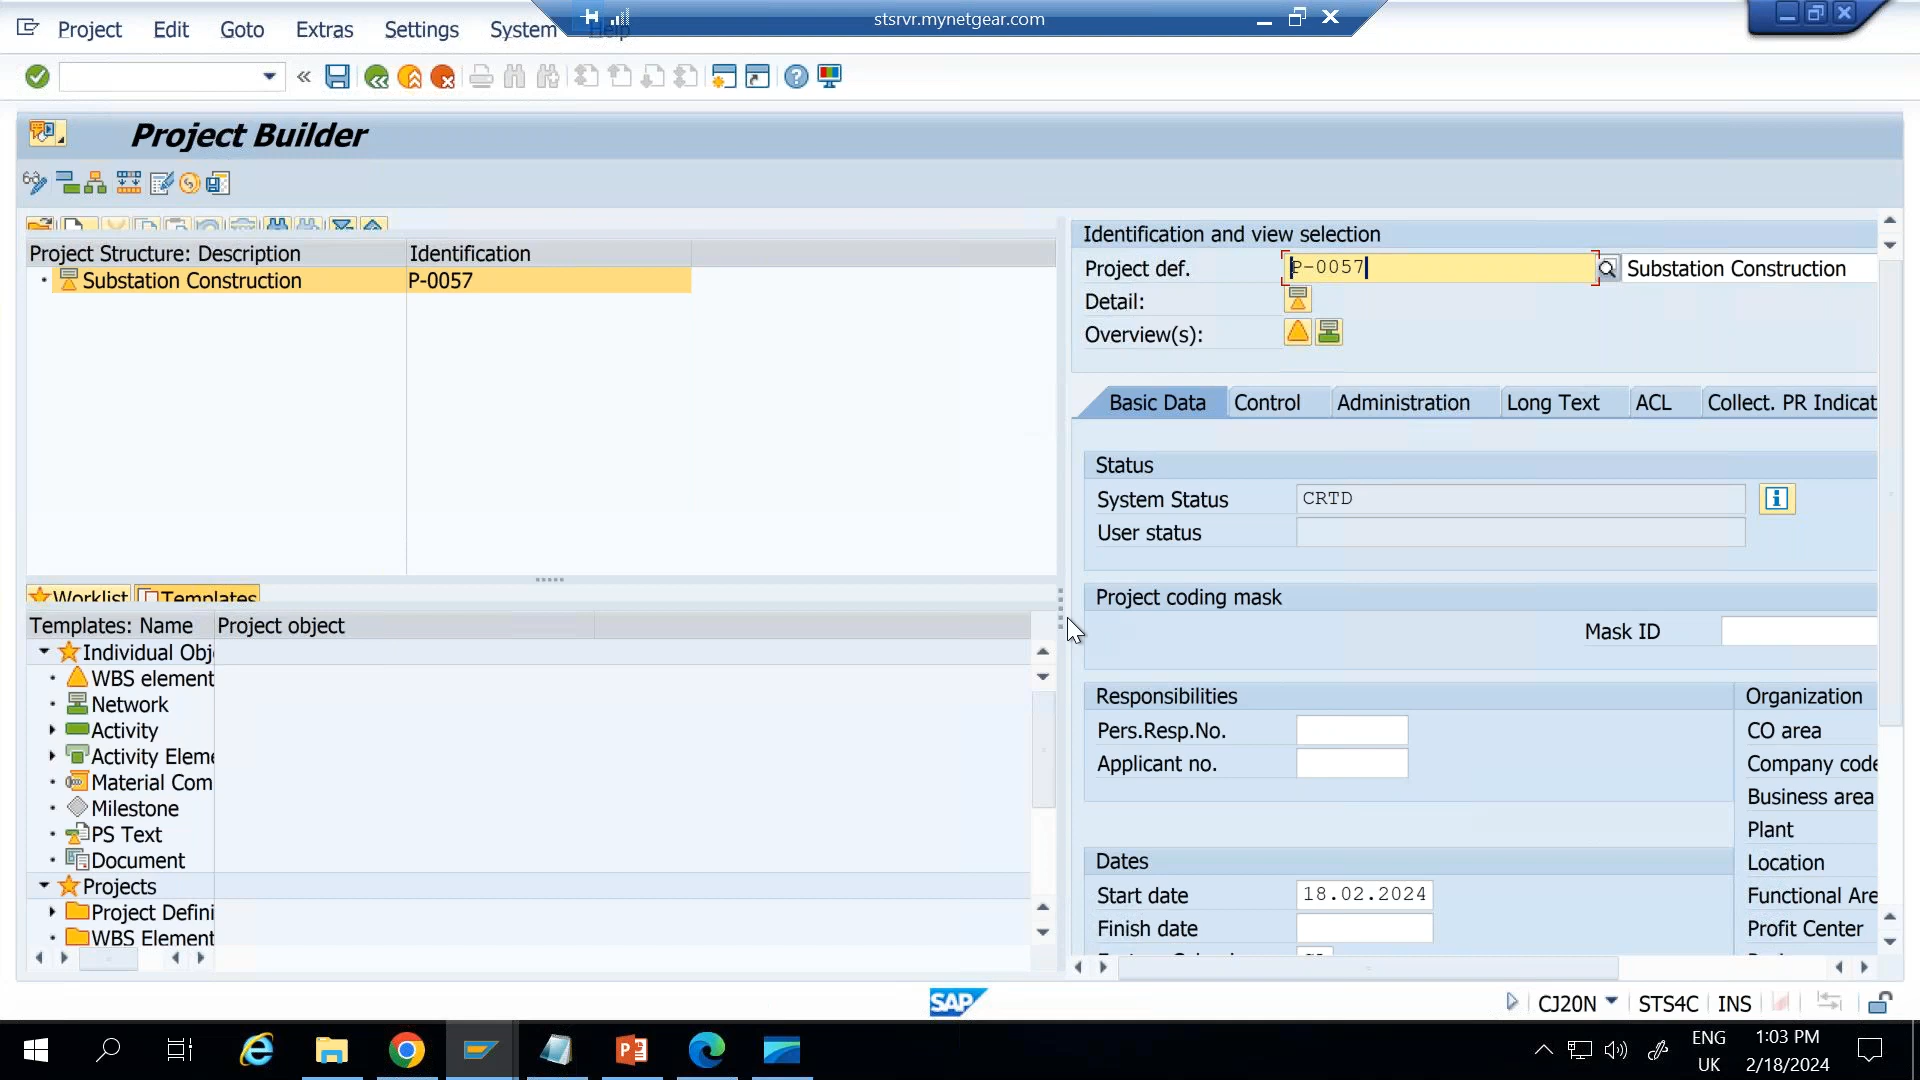 Project Edit Goto Extras Settings System Help
stsrvr.mynetgear.com
Project Builder
Project Structure: Description Identification
Substation Construction P-0057
Worklist Templates
Templates: Name Project object
Individual Obj
WBS element
Network
Activity
Activity Eleme
Material Com
Milestone
PS Text
Document
Projects
Project Defini
WBS Element
Identification and view selection
Project def. P-0057 Substation Construction
Detail:
Overview(s):
Basic Data Control Administration Long Text ACL Collect. PR Indicat
Status
System Status CRTD
User status
Project coding mask
Mask ID
Responsibilities Organization
Pers.Resp.No. CO area
Applicant no. Company code
Business area
Plant
Dates Location
Start date 18.02.2024 Functional Are
Finish date Profit Center
SAP
CJ20N STS4C INS
ENG 1:03 PM
UK 2/18/2024